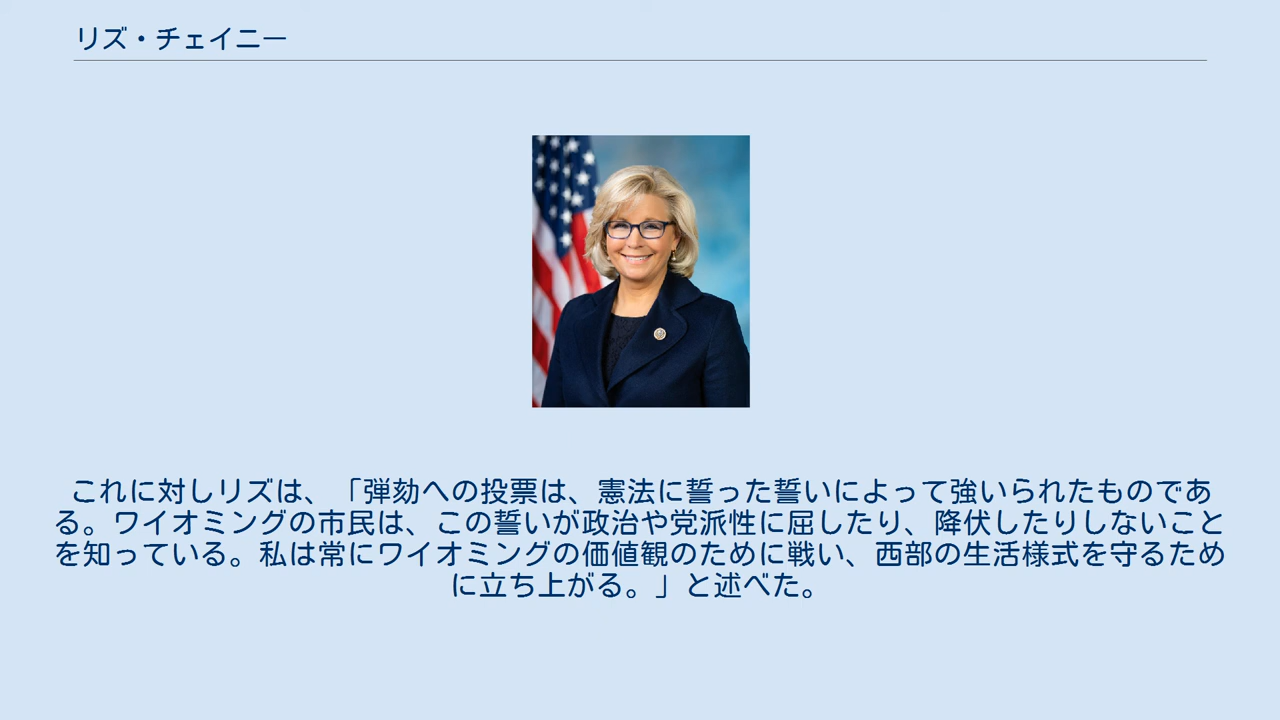 リズ・チェイニー
これに対しリズは、「弾劾への投票は、憲法に誓った誓いによって強いられたものであ
る。ワイオミングの市民は、この誓いが政治や党派性に屈したり、降伏したりしないこと
を知っている。私は常にワイオミングの価値観のために戦い、西部の生活様式を守るため
に立ち上がる。」と述べた。